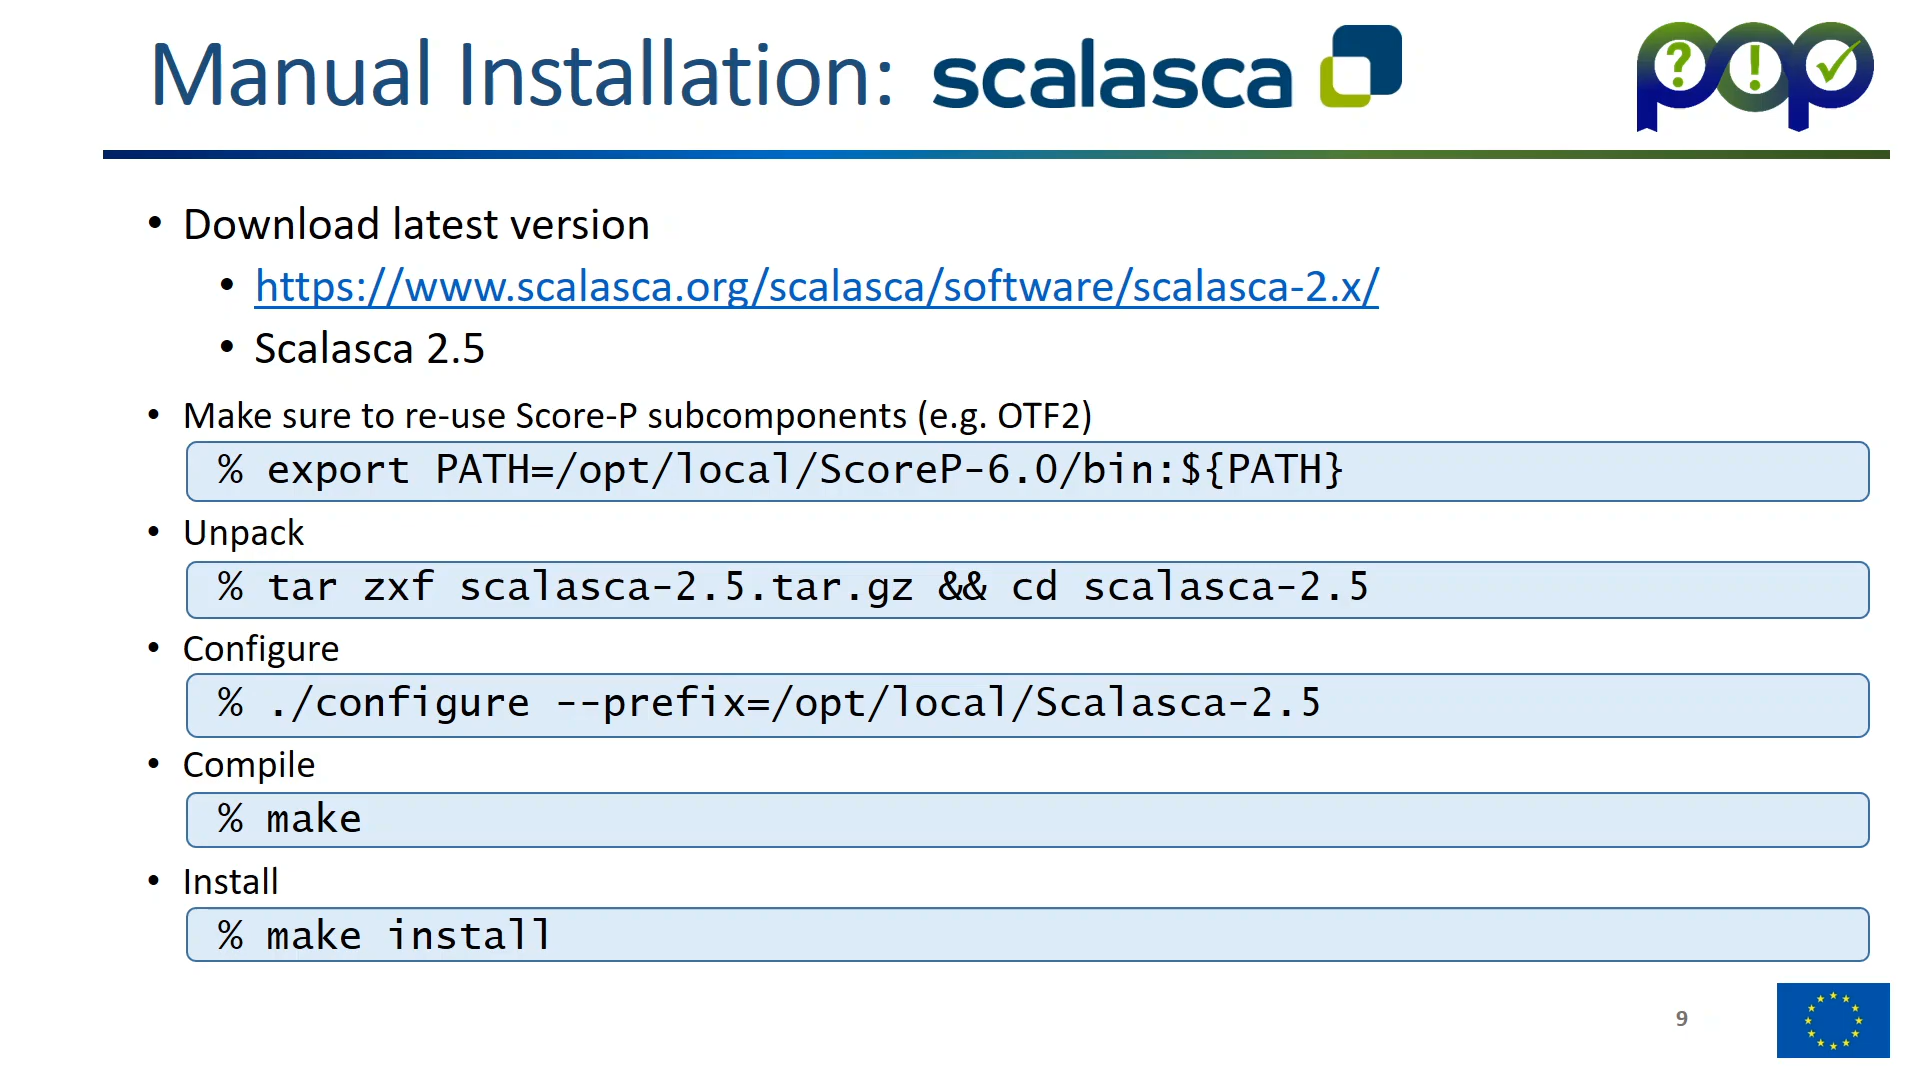 Manual Installation: scalasca
pop
? ! ✓
• Download latest version
• https://www.scalasca.org/scalasca/software/scalasca-2.x/
• Scalasca 2.5
• Make sure to re-use Score-P subcomponents (e.g. OTF2)
% export PATH=/opt/local/ScoreP-6.0/bin:${PATH}
• Unpack
% tar zxf scalasca-2.5.tar.gz && cd scalasca-2.5
• Configure
% ./configure --prefix=/opt/local/Scalasca-2.5
• Compile
% make
• Install
% make install
9